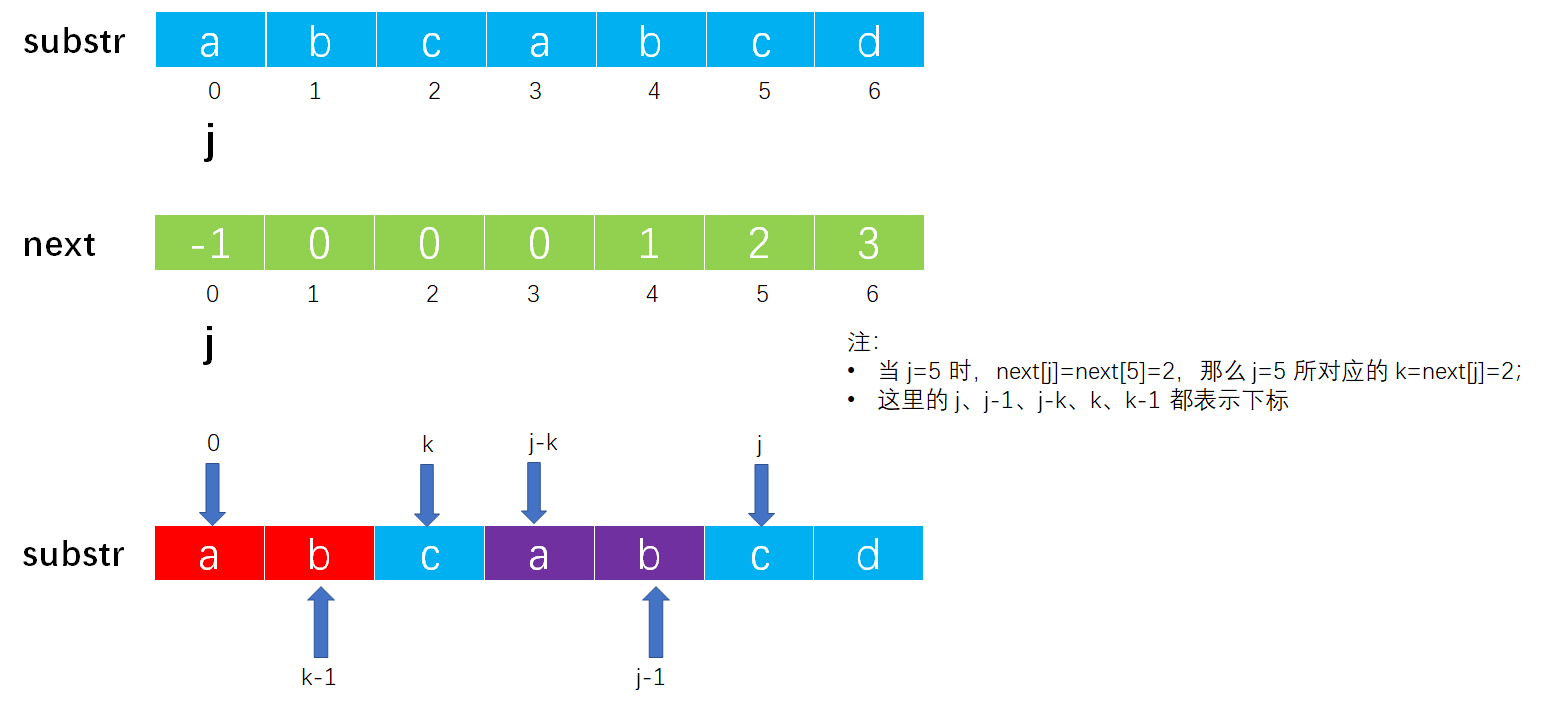 substr a b c a b c d
0 1 2 3 4 5 6
j
next -1 0 0 0 1 2 3
0 1 2 3 4 5 6
j
注：
• 当 j=5 时，next[j]=next[5]=2，那么 j=5 所对应的 k=next[j]=2；
• 这里的 j、j-1、j-k、k、k-1 都表示下标
0 k j-k j
substr a b c a b c d
k-1 j-1